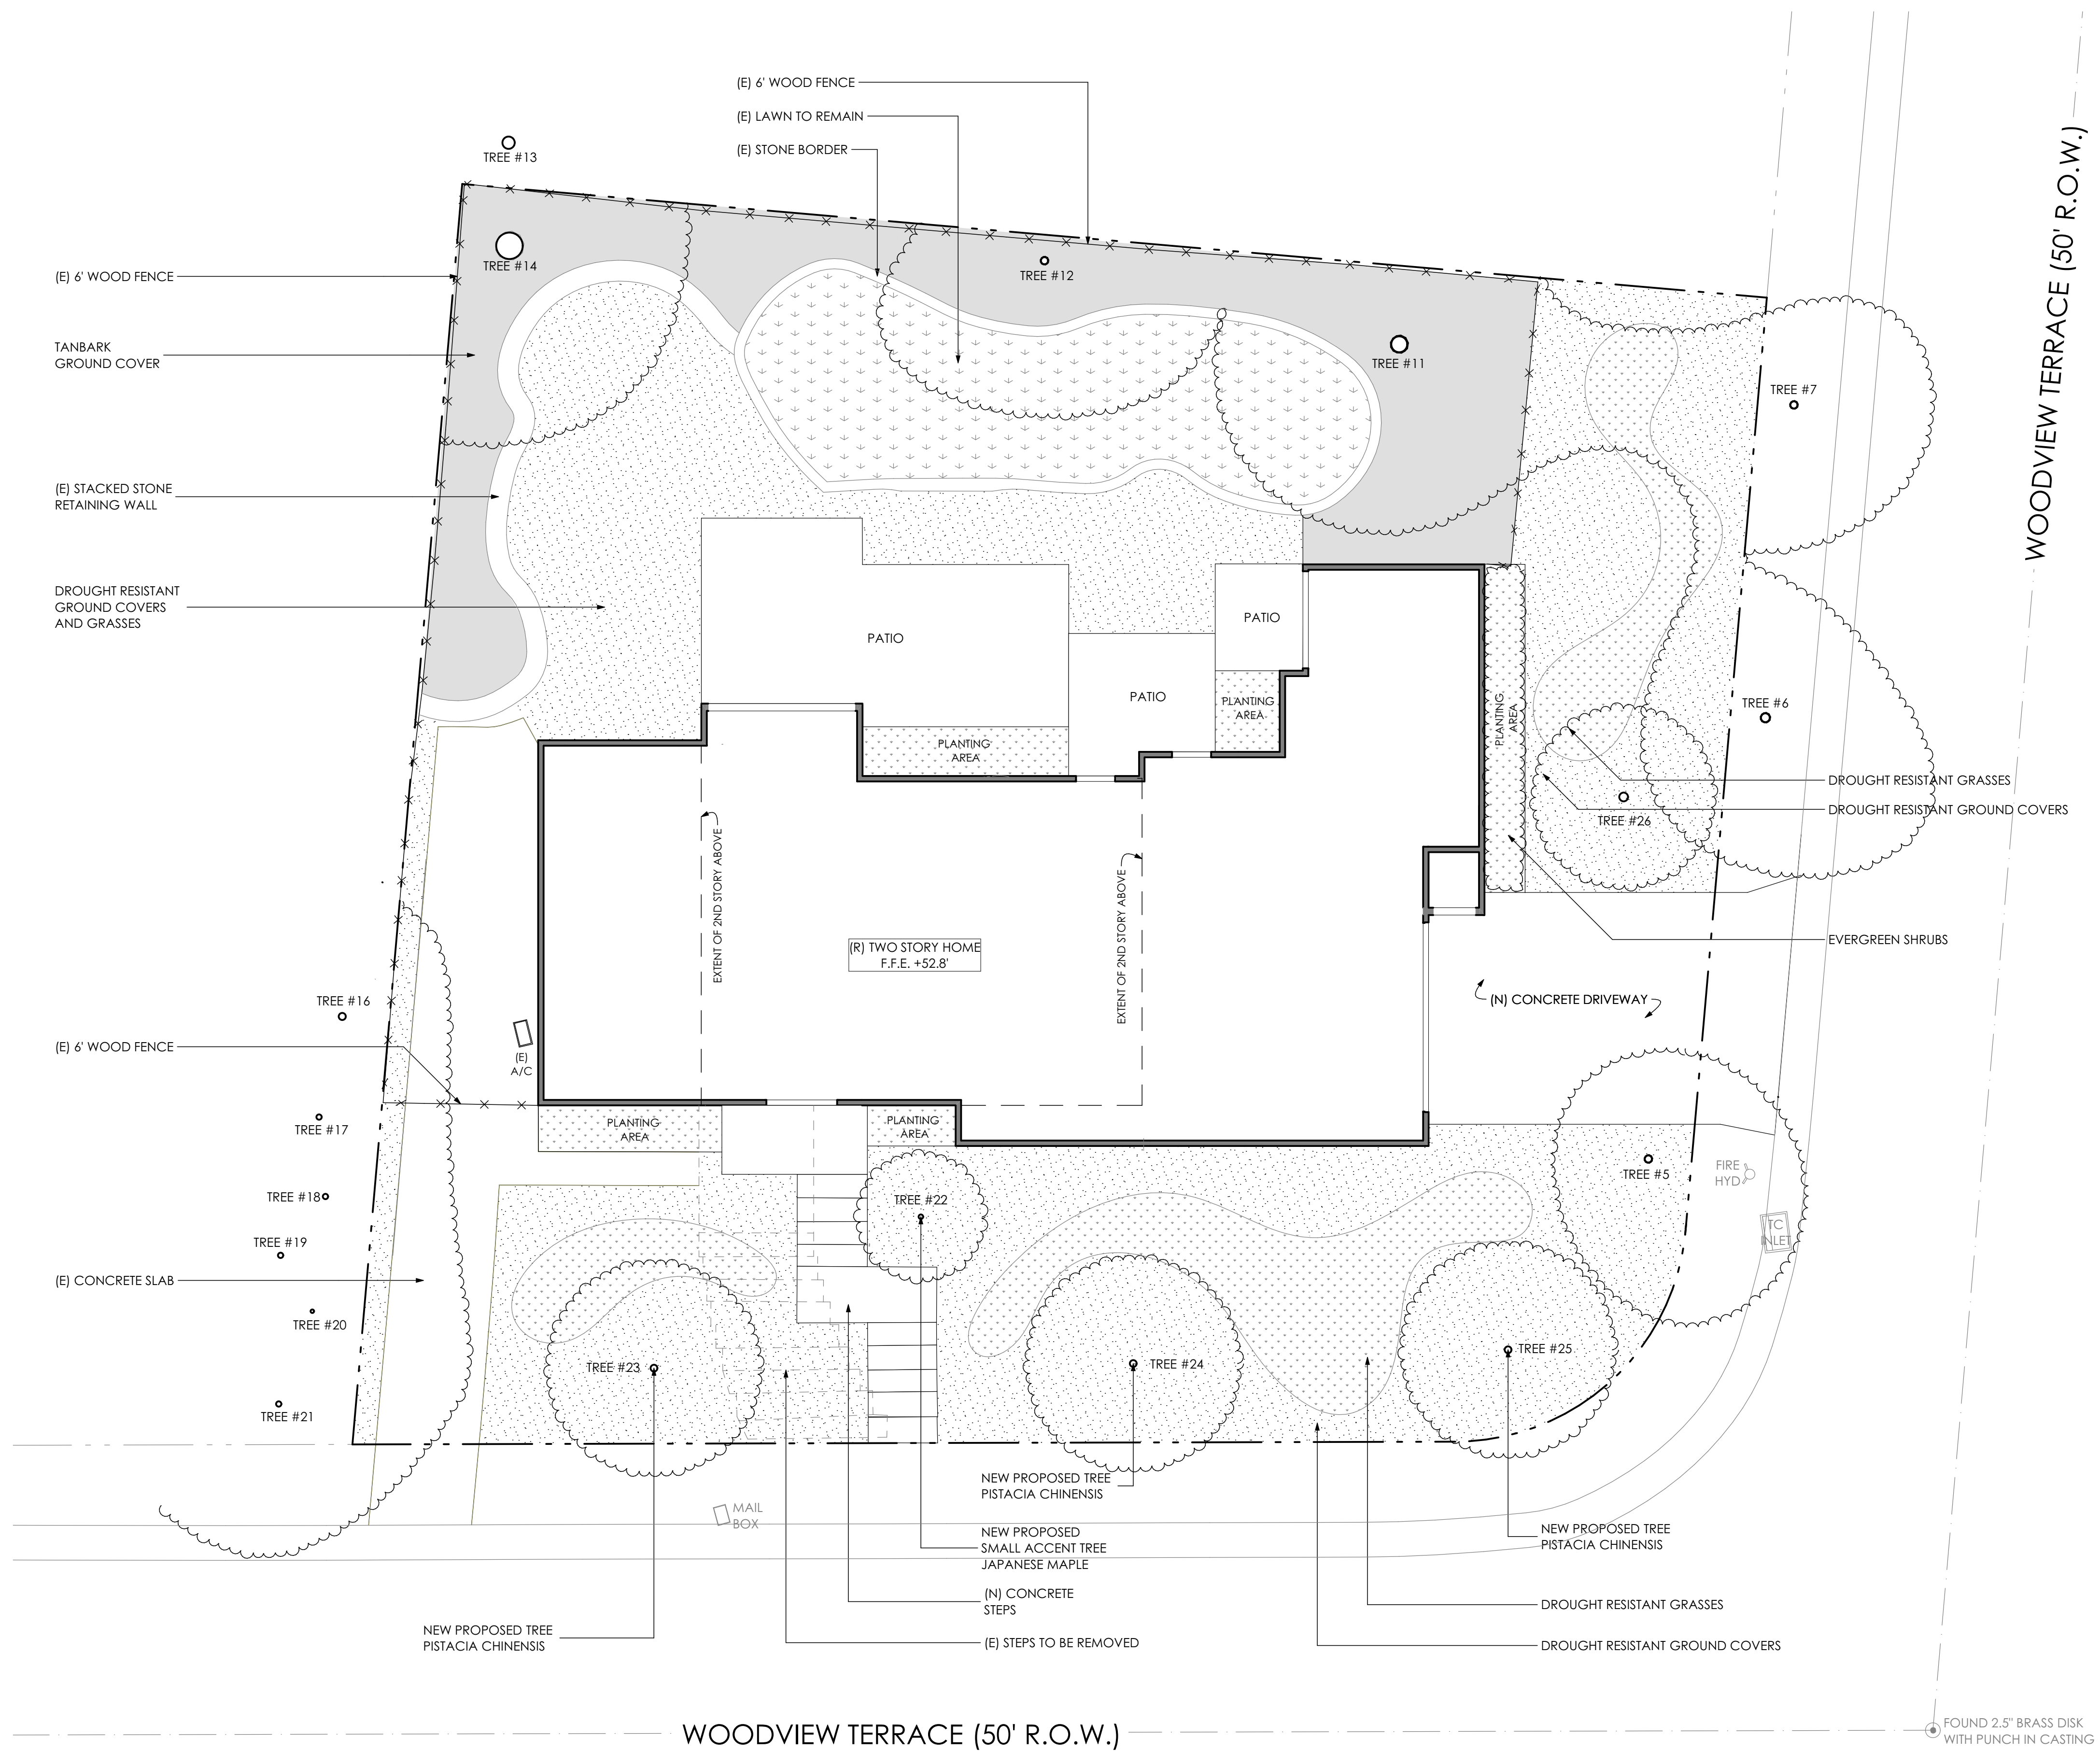 (E) 6' WOOD FENCE
(E) LAWN TO REMAIN
(E) STONE BORDER
TREE #13
TREE #14
TREE #12
TREE #11
TREE #7
(E) 6' WOOD FENCE
TANBARK
GROUND COVER
(E) STACKED STONE
RETAINING WALL
DROUGHT RESISTANT
GROUND COVERS
AND GRASSES
WOODVIEW TERRACE (50' R.O.W.)
PATIO
PATIO
PATIO
PLANTING
AREA
PLANTING
AREA
PLANTING
AREA
TREE #6
TREE #26
DROUGHT RESISTANT GRASSES
DROUGHT RESISTANT GROUND COVERS
EVERGREEN SHRUBS
EXTENT OF 2ND STORY ABOVE
EXTENT OF 2ND STORY ABOVE
(R) TWO STORY HOME
F.F.E. +52.8'
(N) CONCRETE DRIVEWAY
TREE #16
(E) 6' WOOD FENCE
(E)
A/C
TREE #17
TREE #18
TREE #19
(E) CONCRETE SLAB
TREE #20
TREE #21
PLANTING
AREA
PLANTING
AREA
TREE #22
TREE #5
FIRE
HYD
TC
INLET
TREE #23
TREE #24
TREE #25
MAIL
BOX
NEW PROPOSED TREE
PISTACIA CHINENSIS
NEW PROPOSED
SMALL ACCENT TREE
JAPANESE MAPLE
(N) CONCRETE
STEPS
(E) STEPS TO BE REMOVED
NEW PROPOSED TREE
PISTACIA CHINENSIS
NEW PROPOSED TREE
PISTACIA CHINENSIS
DROUGHT RESISTANT GRASSES
DROUGHT RESISTANT GROUND COVERS
WOODVIEW TERRACE (50' R.O.W.)
FOUND 2.5" BRASS DISK
WITH PUNCH IN CASTING